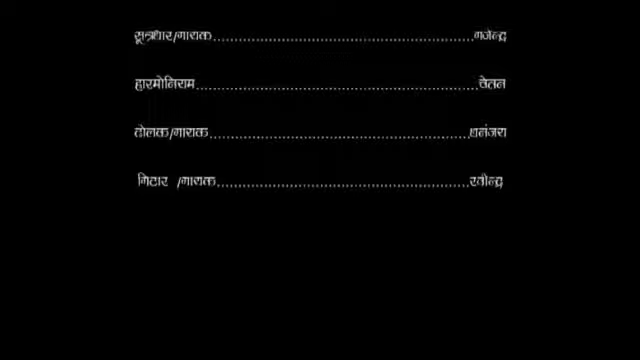 सूत्रधार/गायक........................................................गजेन्द्र
हारमोनियम............................................................चेतन
ढोलक/गायक........................................................धनंजय
गिटार /गायक........................................................रवीन्द्र